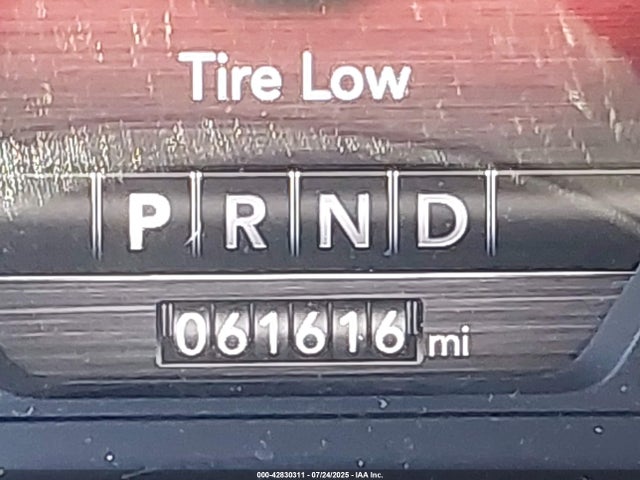 Tire Low
P R N D
061616 mi
000-42830311 - 07/24/2025 - IAA Inc.